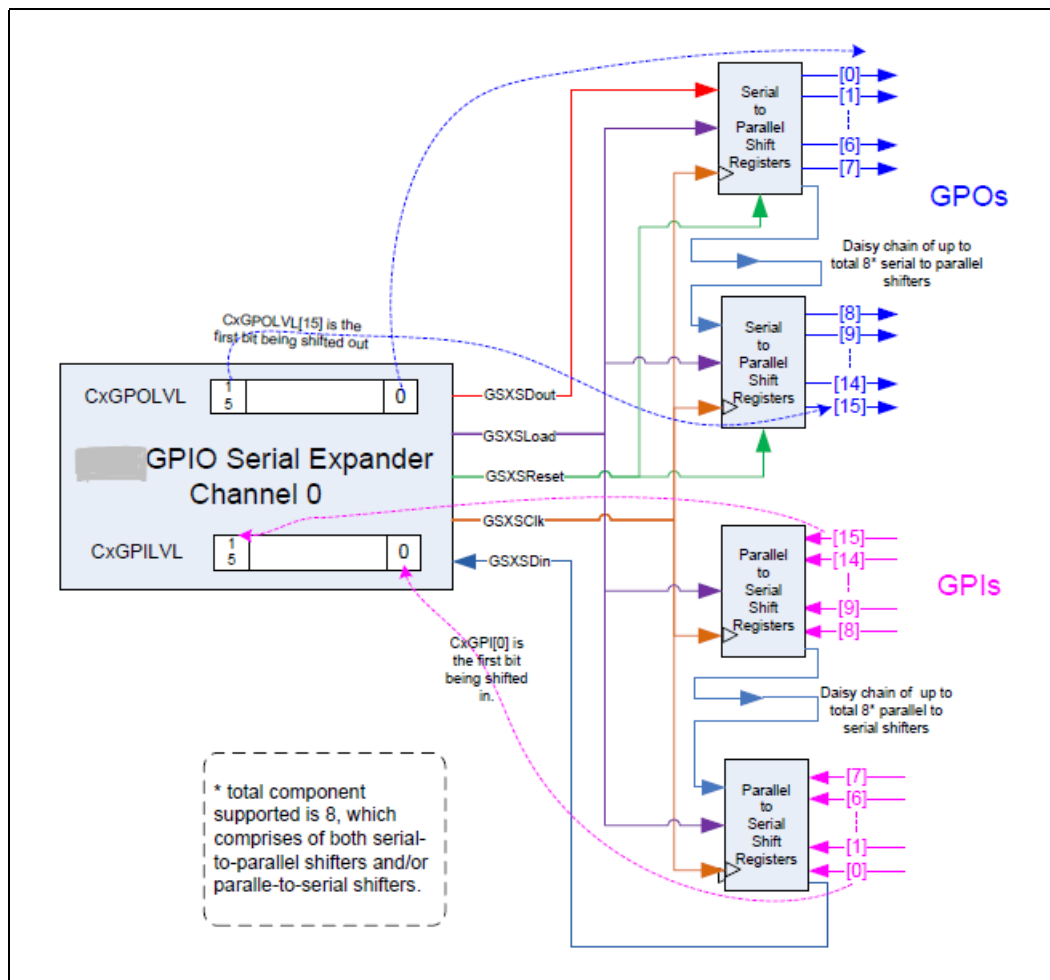 Serial
to
Parallel
Shift
Registers
[0]
[1]
[6]
[7]
GPOs
Daisy chain of up to
total 8* serial to parallel
shifters
CxGPOLVL[15] is the
first bit being shifted out
Serial
to
Parallel
Shift
Registers
[8]
[9]
[14]
[15]
CxGPOLVL
1
5
0
GSXSDout
GSXSLoad
GPIO Serial Expander
Channel 0
GSXSReset
GSXSClk
CxGPILVL
1
5
0
GSXSDin
Parallel
to
Serial
Shift
Registers
[15]
[14]
[9]
[8]
GPIs
CxGPI[0] is
the first bit
being shifted
in.
Daisy chain of up to
total 8* parallel to
serial shifters
Parallel
to
Serial
Shift
Registers
[7]
[6]
[1]
[0]
* total component
supported is 8, which
comprises of both serial-
to-parallel shifters and/or
paralle-to-serial shifters.